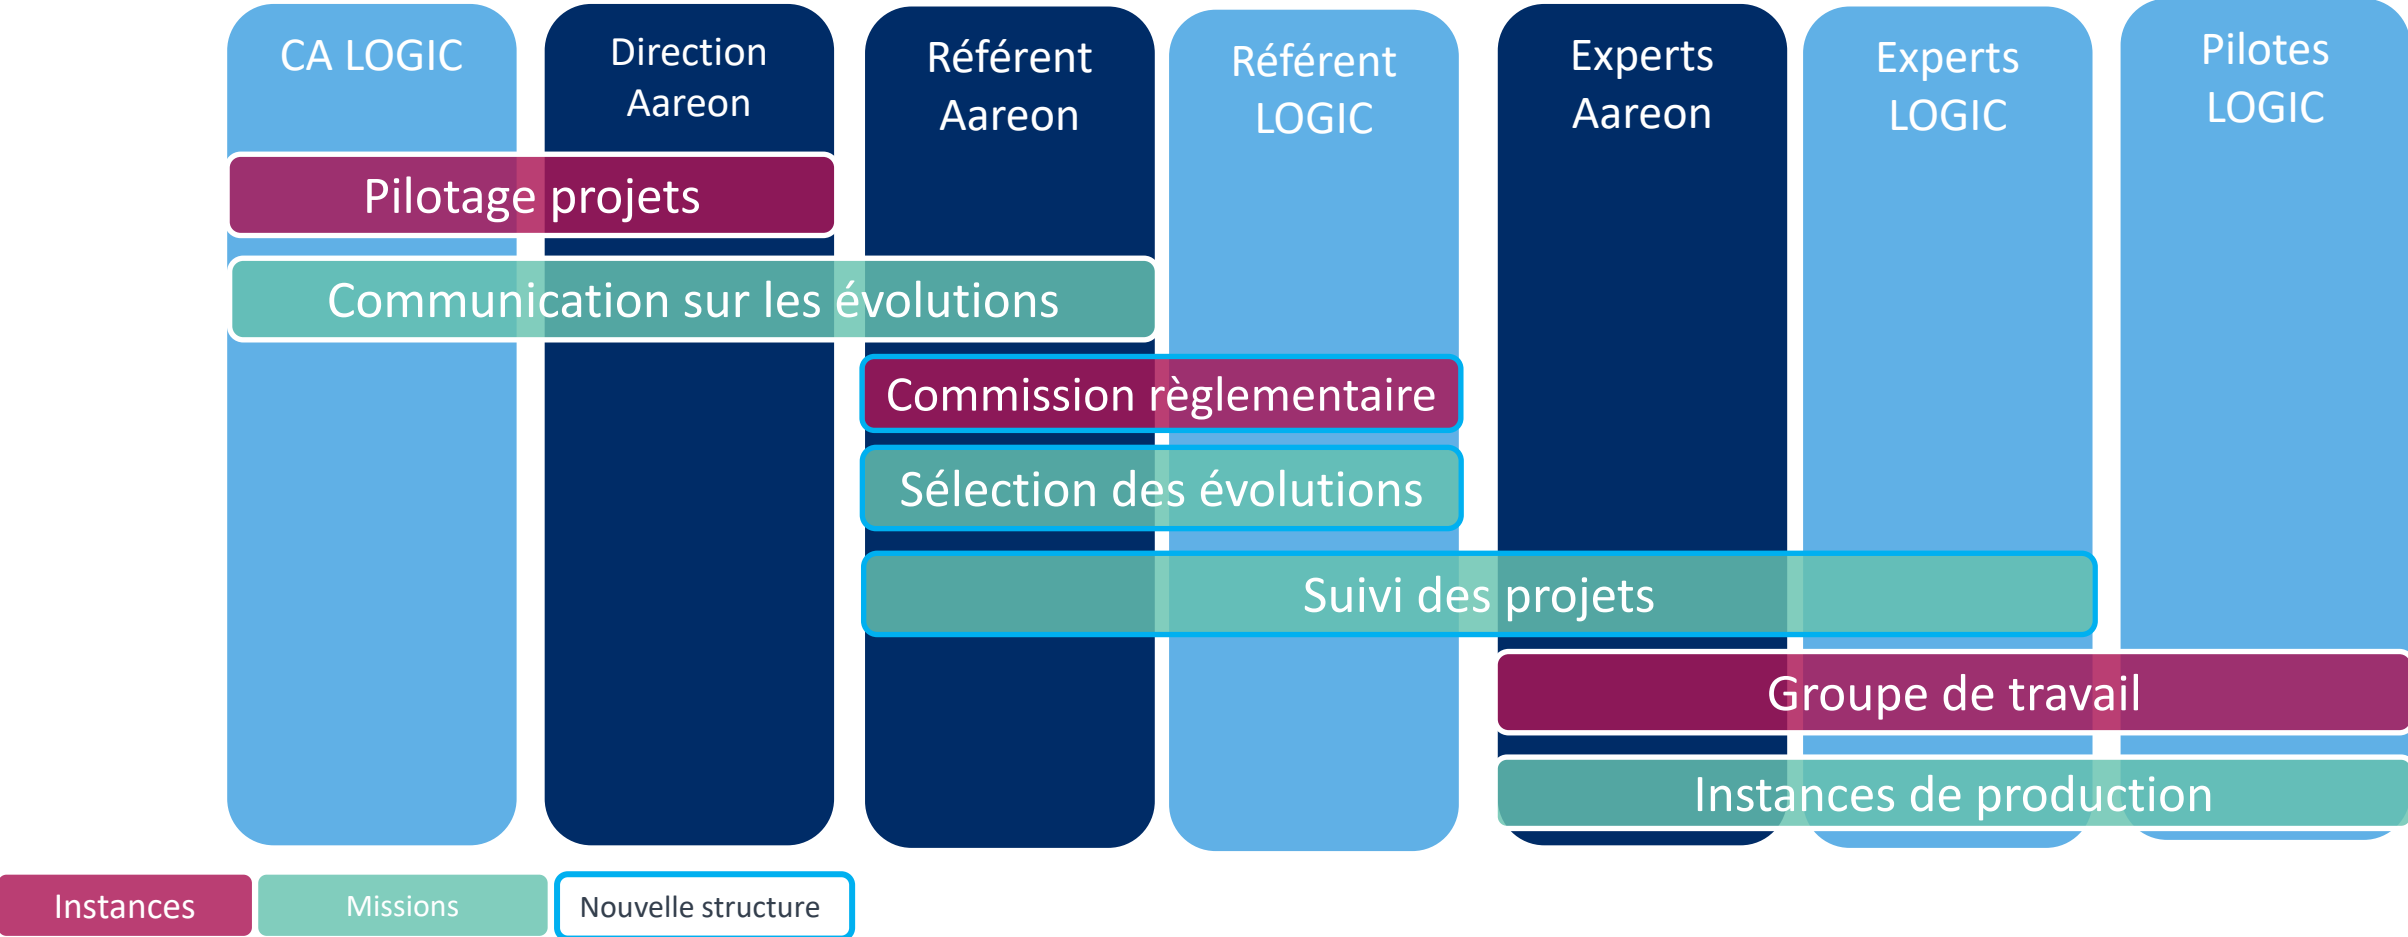 CA LOGIC
Direction
Aareon
Référent
Aareon
Référent
LOGIC
Experts
Aareon
Experts
LOGIC
Pilotes
LOGIC
Pilotage projets
Communication sur les évolutions
Commission règlementaire
Sélection des évolutions
Suivi des projets
Groupe de travail
Instances de production
Instances
Missions
Nouvelle structure